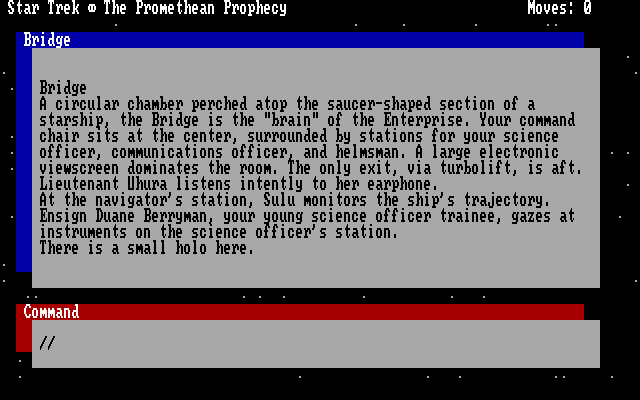 Star Trek ® The Promethean Prophecy Moves: 0
Bridge
Bridge
A circular chamber perched atop the saucer-shaped section of a
starship, the Bridge is the "brain" of the Enterprise. Your command
chair sits at the center, surrounded by stations for your science
officer, communications officer, and helmsman. A large electronic
viewscreen dominates the room. The only exit, via turbolift, is aft.
Lieutenant Uhura listens intently to her earphone.
At the navigator's station, Sulu monitors the ship's trajectory.
Ensign Duane Berryman, your young science officer trainee, gazes at
instruments on the science officer's station.
There is a small holo here.
Command
//